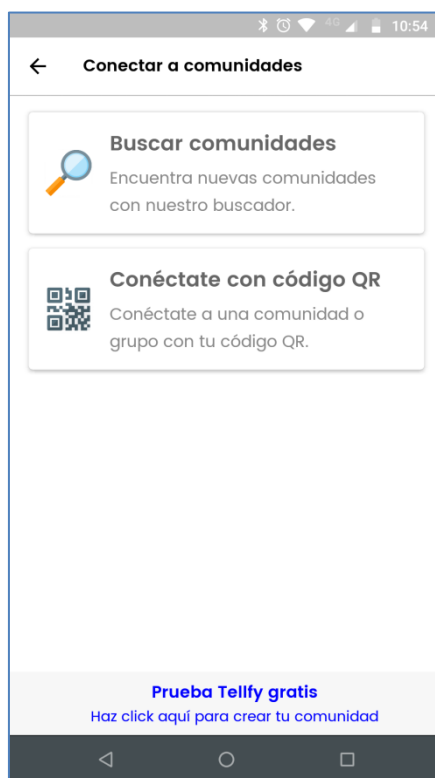 4G 10:54
Conectar a comunidades
Buscar comunidades
Encuentra nuevas comunidades
con nuestro buscador.
Conéctate con código QR
Conéctate a una comunidad o
grupo con tu código QR.
Prueba Tellfy gratis
Haz click aquí para crear tu comunidad